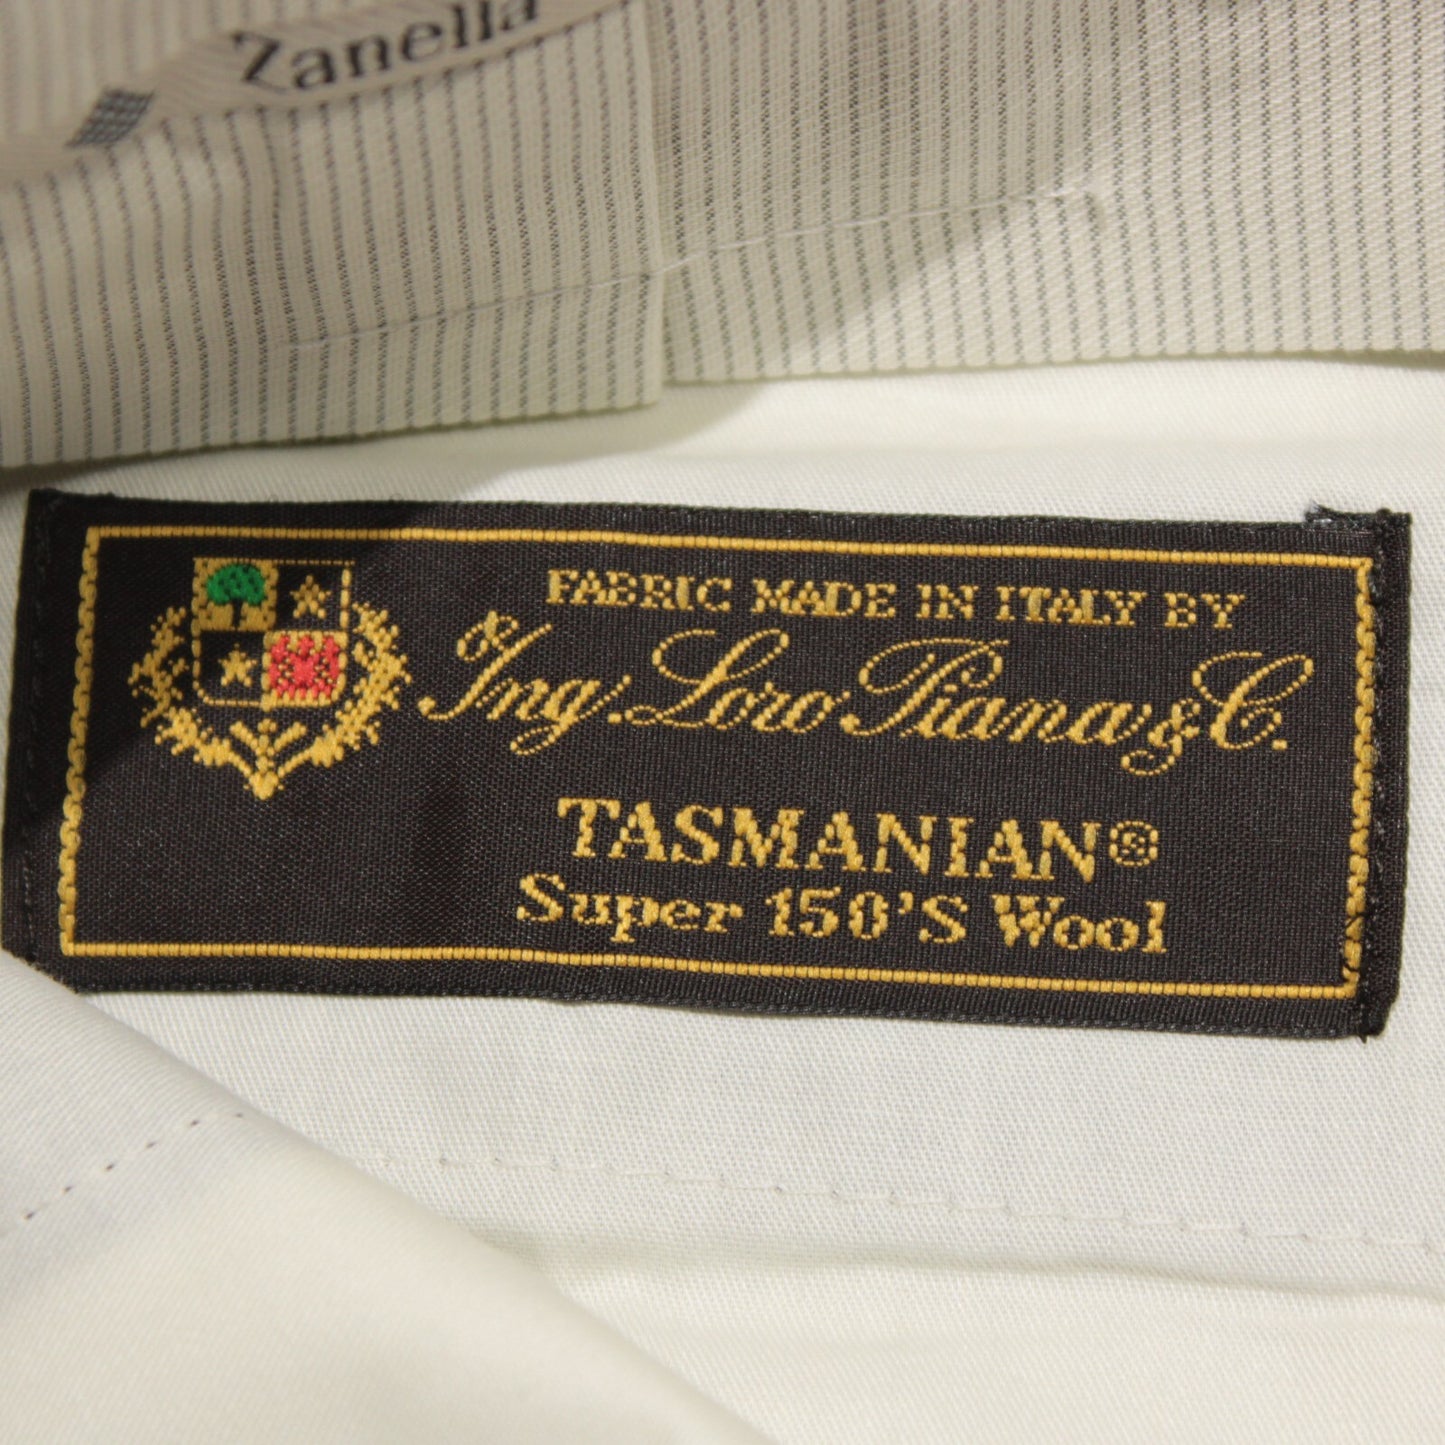 Zanella
FABRIC MADE IN ITALY BY
Ing. Loro Piana & C.
TASMANIAN®
Super 150'S Wool